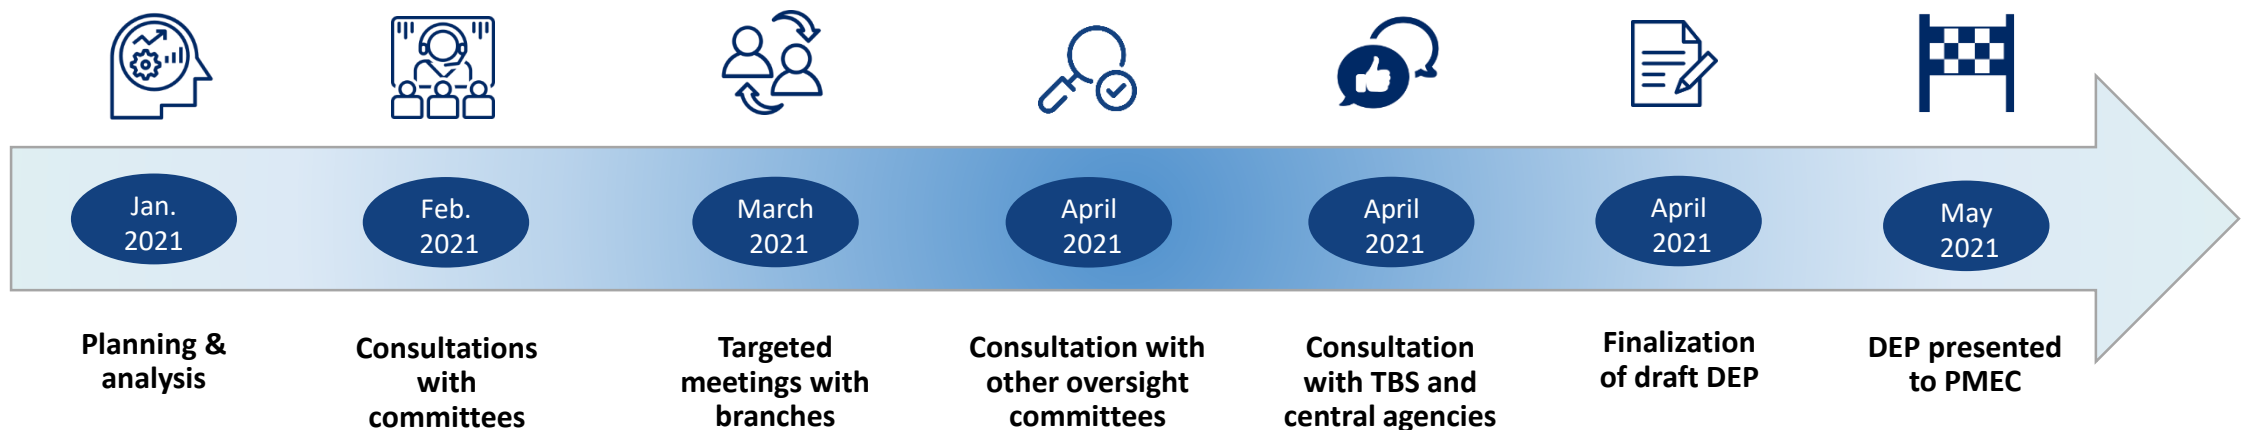 Jan.
2021
Feb.
2021
March
2021
April
2021
April
2021
April
2021
May
2021
Planning &
analysis
Consultations
with
committees
Targeted
meetings with
branches
Consultation with
other oversight
committees
Consultation
with TBS and
central agencies
Finalization
of draft DEP
DEP presented
to PMEC